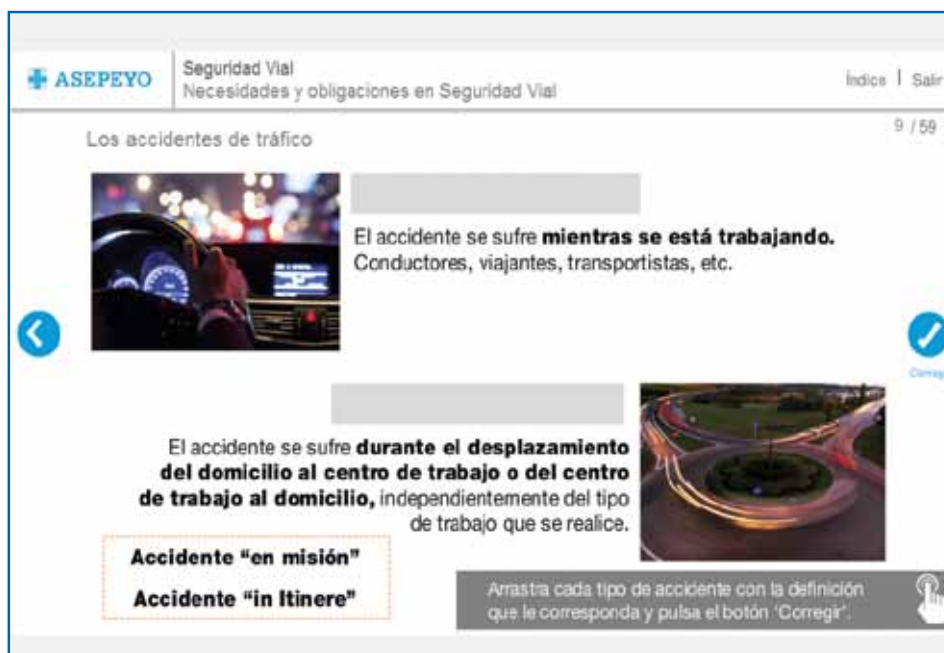 ASEPEYO
Seguridad Vial
Necesidades y obligaciones en Seguridad Vial
Índice | Salir
9 / 59
Los accidentes de tráfico
El accidente se sufre mientras se está trabajando.
Conductores, viajantes, transportistas, etc.
El accidente se sufre durante el desplazamiento
del domicilio al centro de trabajo o del centro
de trabajo al domicilio, independientemente del tipo
de trabajo que se realice.
Accidente “en misión”
Accidente “in Itinere”
Arrastra cada tipo de accidente con la definición
que le corresponda y pulsa el botón ‘Corregir’.